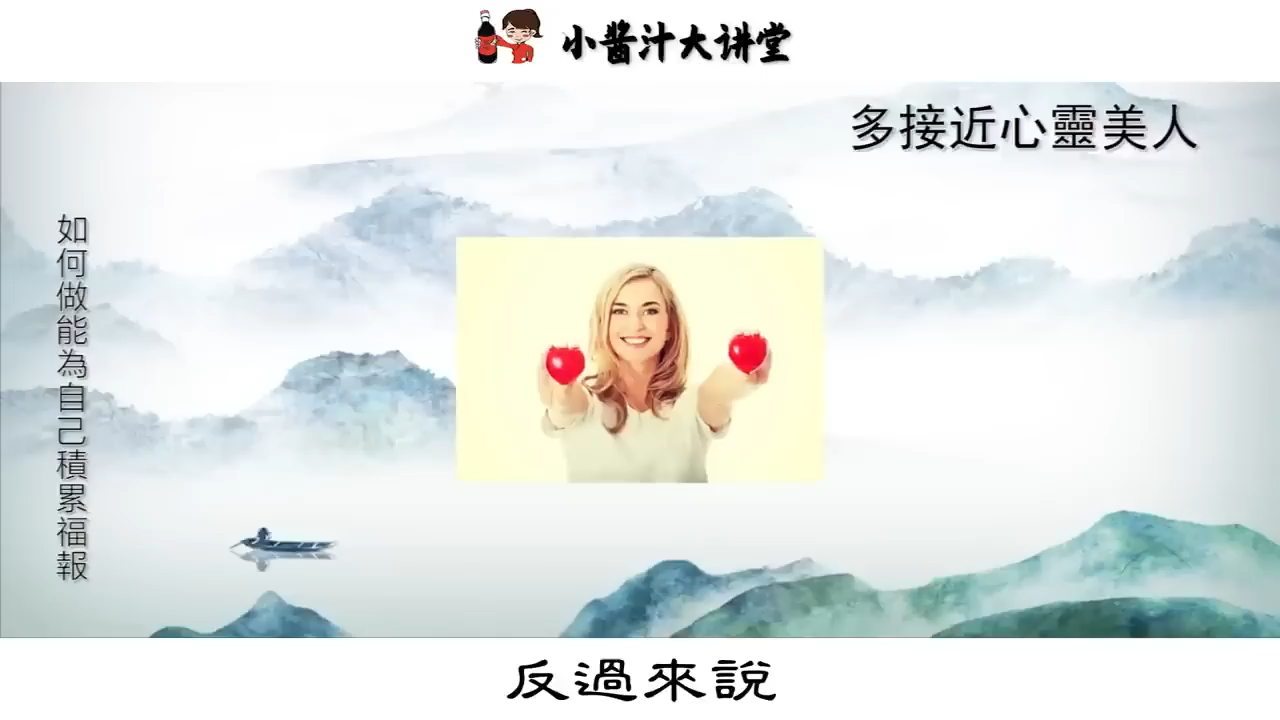 小醬汁大讲堂
多接近心靈美人
如何做能為自己積累福報
反過來說